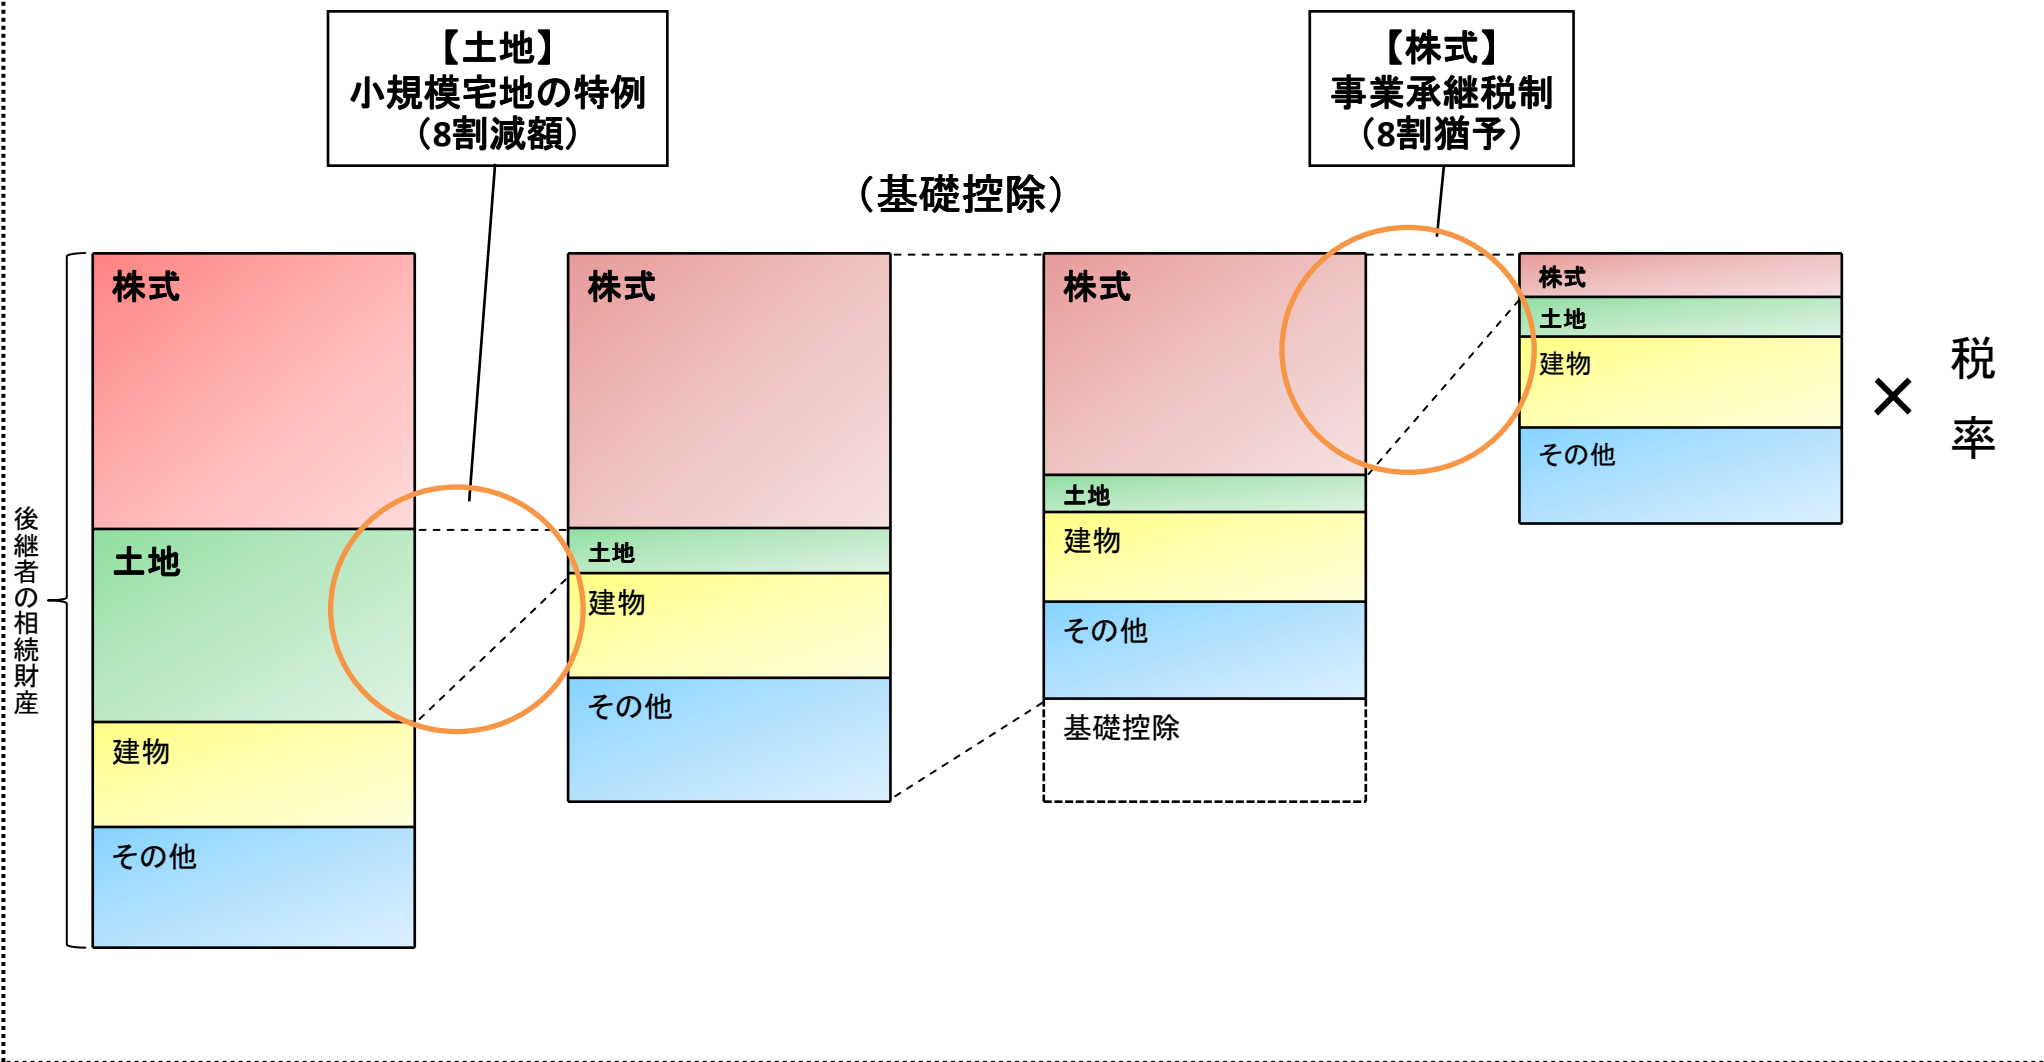 【土地】
小規模宅地の特例
（8割減額）
【株式】
事業承継税制
（8割猶予）
（基礎控除）
後継者の相続財産
株式
土地
建物
その他
株式
土地
建物
その他
株式
土地
建物
その他
基礎控除
株式
土地
建物
その他
×
税率